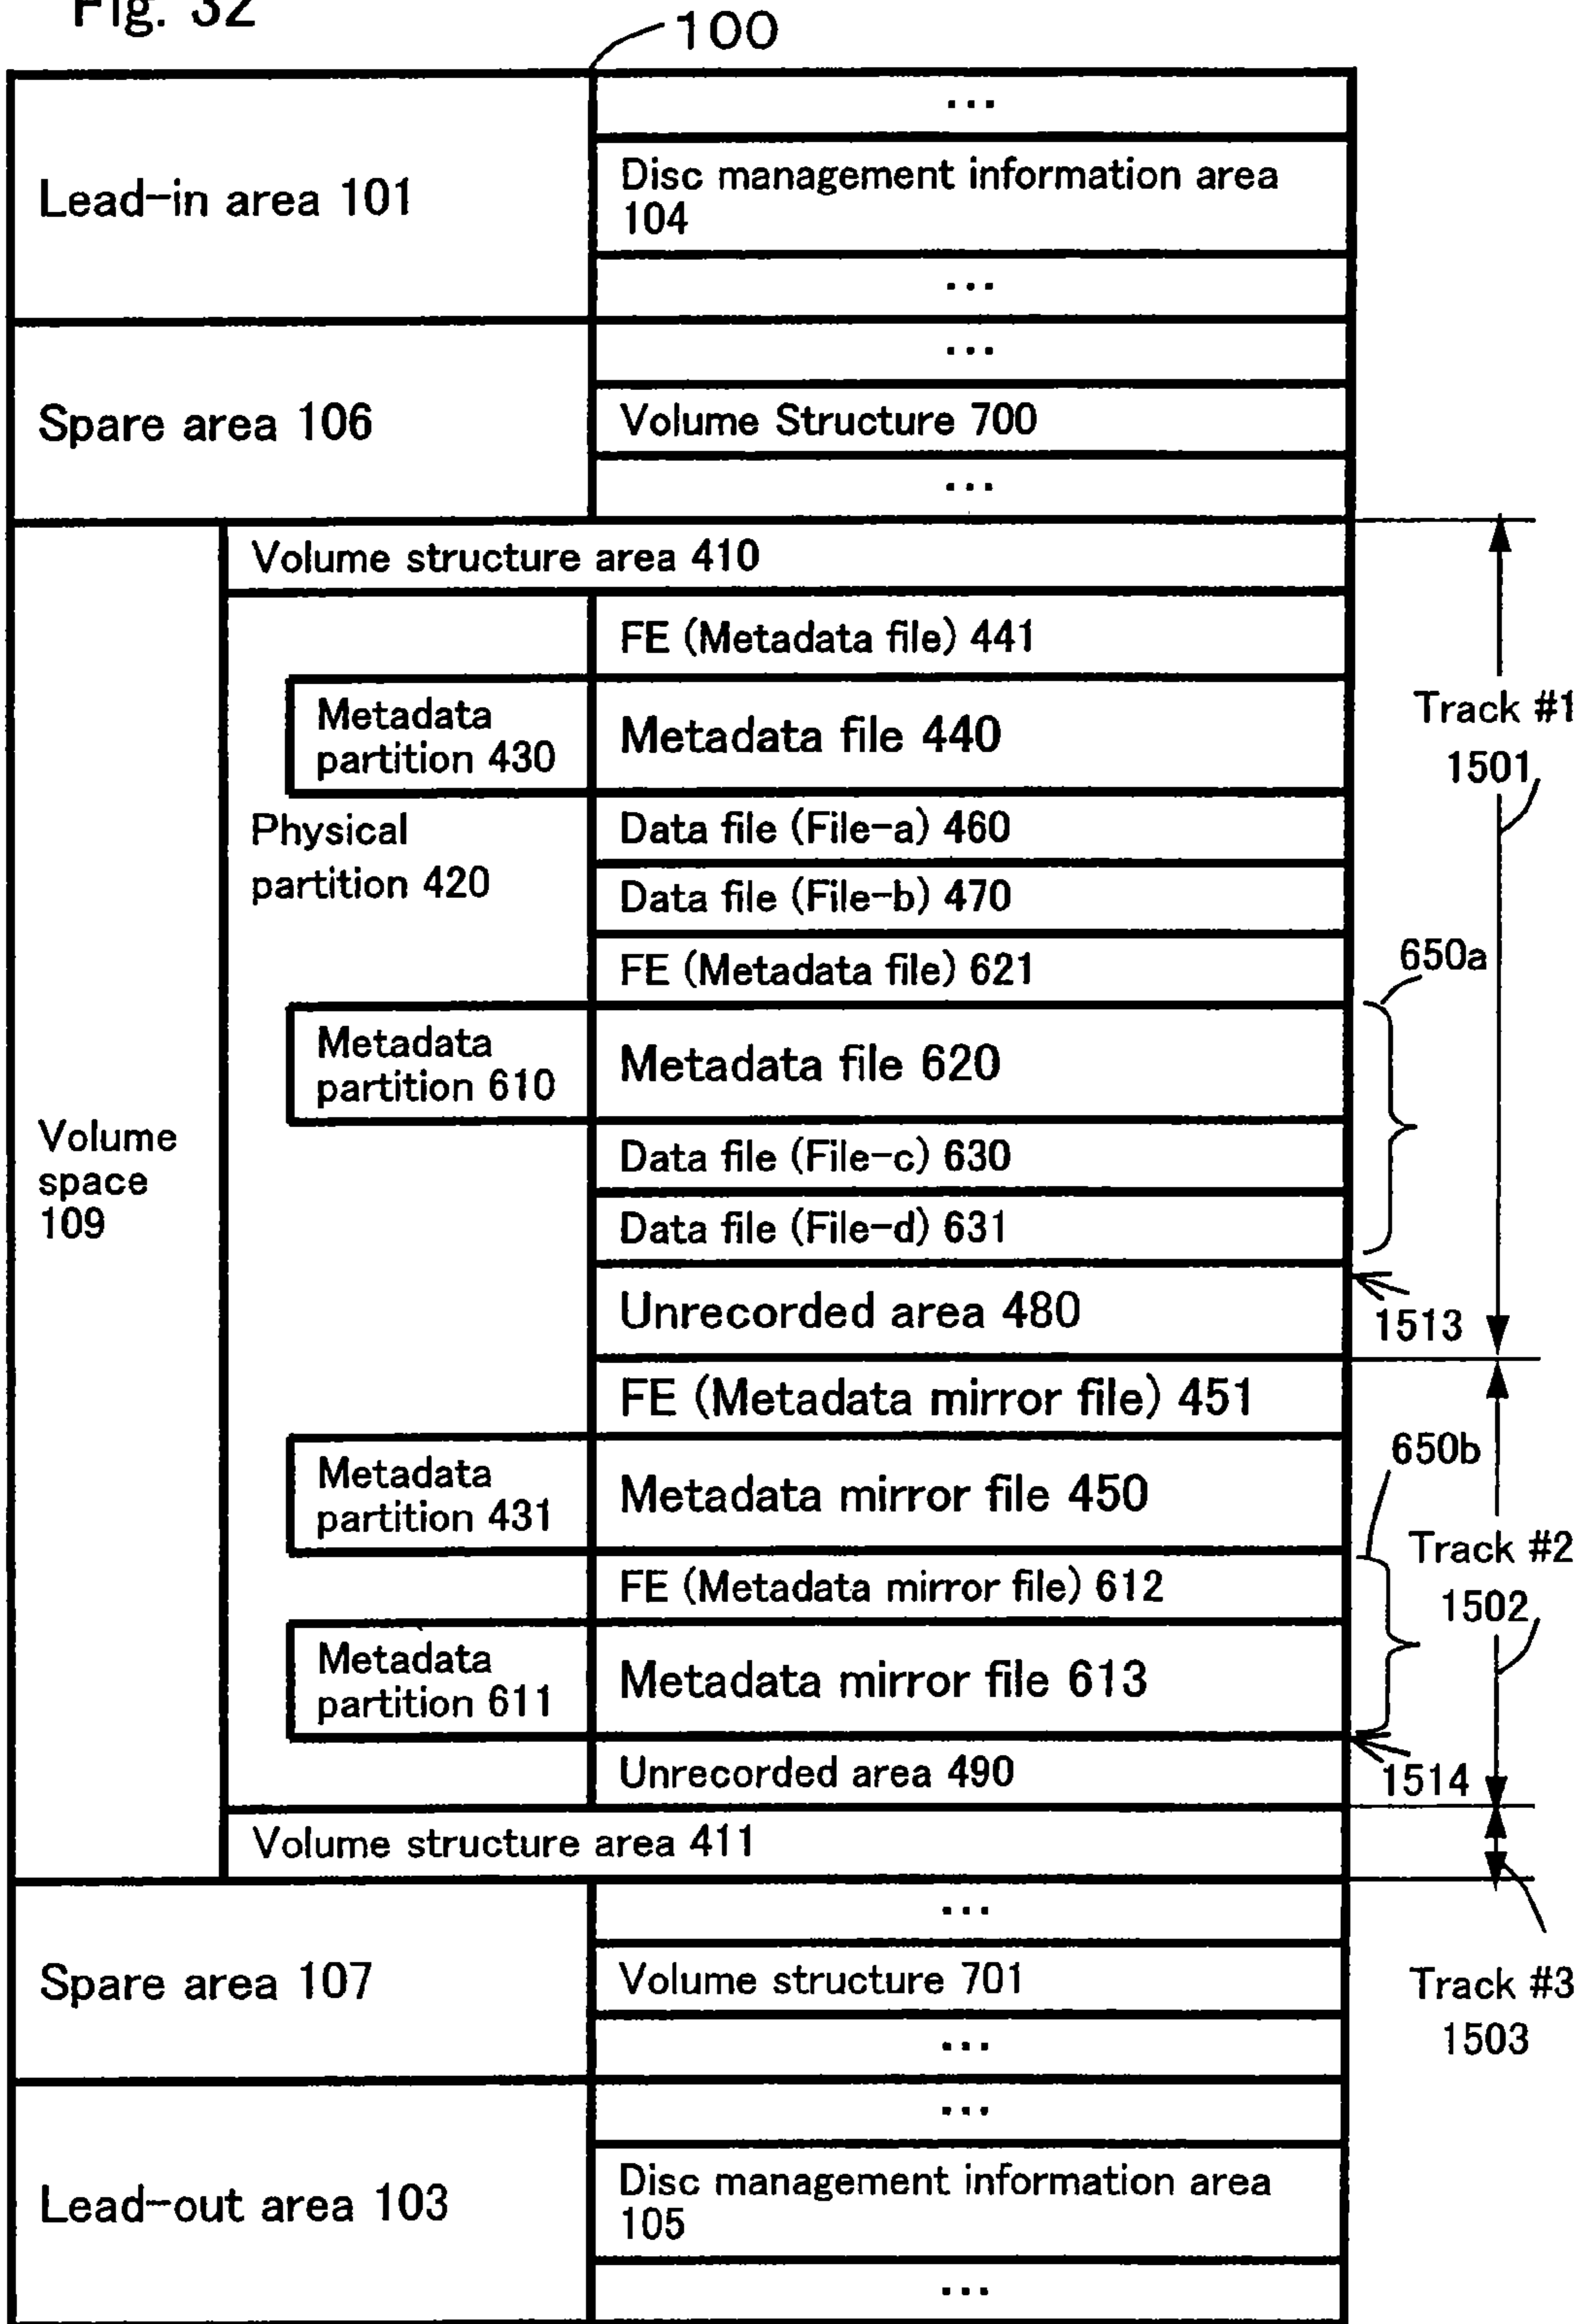 Fig. 32
100
...
Lead-in area 101
Disc management information area
104
...
...
Spare area 106
Volume Structure 700
...
Volume structure area 410
FE (Metadata file) 441
Metadata
partition 430
Metadata file 440
Track #1
1501
Physical
partition 420
Data file (File-a) 460
Data file (File-b) 470
FE (Metadata file) 621
650a
Metadata
partition 610
Metadata file 620
Volume
space
109
Data file (File-c) 630
Data file (File-d) 631
Unrecorded area 480
1513
FE (Metadata mirror file) 451
650b
Metadata
partition 431
Metadata mirror file 450
Track #2
1502
FE (Metadata mirror file) 612
Metadata
partition 611
Metadata mirror file 613
Unrecorded area 490
1514
Volume structure area 411
...
Spare area 107
Volume structure 701
Track #3
1503
...
...
Lead-out area 103
Disc management information area
105
...